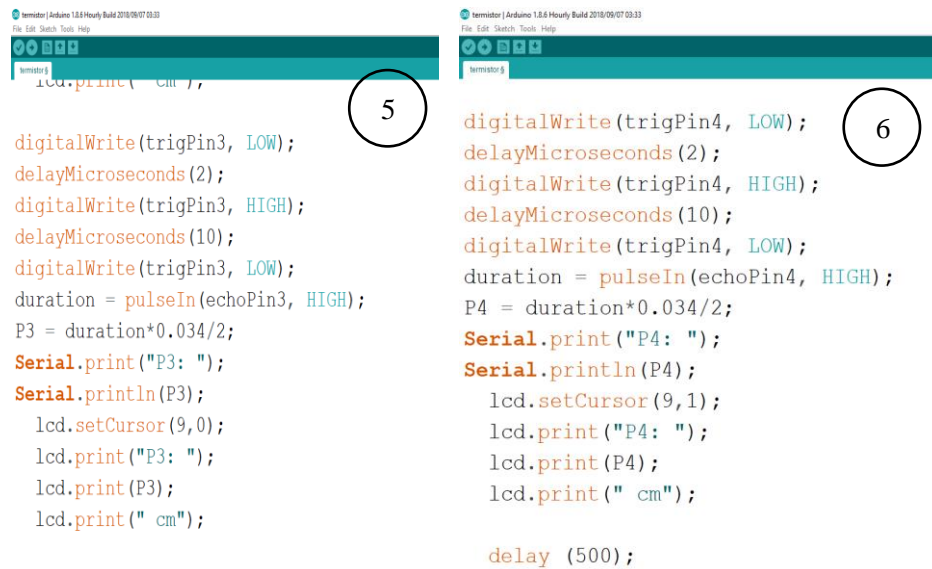 termistor | Arduino 1.8.6 Hourly Build 2018/09/07 03:33
File Edit Sketch Tools Help
termistor §
lcd.print(" cm");
5
digitalWrite(trigPin3, LOW);
delayMicroseconds(2);
digitalWrite(trigPin3, HIGH);
delayMicroseconds(10);
digitalWrite(trigPin3, LOW);
duration = pulseIn(echoPin3, HIGH);
P3 = duration*0.034/2;
Serial.print("P3: ");
Serial.println(P3);
lcd.setCursor(9,0);
lcd.print("P3: ");
lcd.print(P3);
lcd.print(" cm");
termistor | Arduino 1.8.6 Hourly Build 2018/09/07 03:33
File Edit Sketch Tools Help
termistor §
6
digitalWrite(trigPin4, LOW);
delayMicroseconds(2);
digitalWrite(trigPin4, HIGH);
delayMicroseconds(10);
digitalWrite(trigPin4, LOW);
duration = pulseIn(echoPin4, HIGH);
P4 = duration*0.034/2;
Serial.print("P4: ");
Serial.println(P4);
lcd.setCursor(9,1);
lcd.print("P4: ");
lcd.print(P4);
lcd.print(" cm");
delay (500);